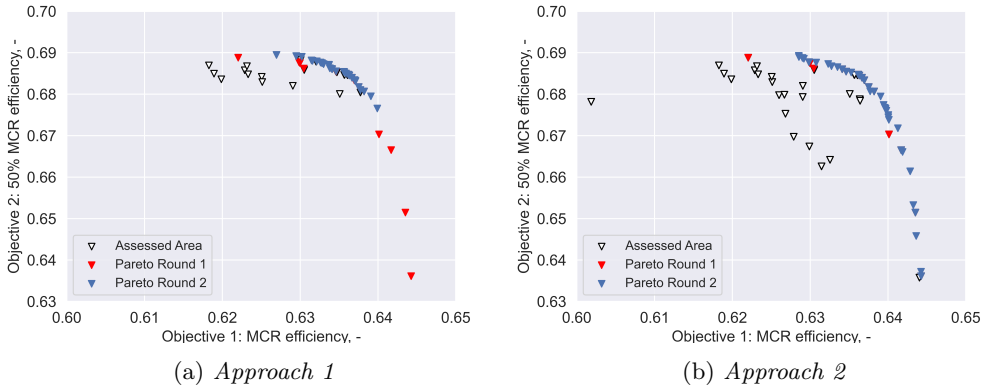 0.70
0.69
0.68
0.67
0.66
0.65
0.64
0.63
Objective 2: 50% MCR efficiency, -
Assessed Area
Pareto Round 1
Pareto Round 2
0.60 0.61 0.62 0.63 0.64 0.65
Objective 1: MCR efficiency, -
(a) Approach 1
0.70
0.69
0.68
0.67
0.66
0.65
0.64
0.63
Objective 2: 50% MCR efficiency, -
Assessed Area
Pareto Round 1
Pareto Round 2
0.60 0.61 0.62 0.63 0.64 0.65
Objective 1: MCR efficiency, -
(b) Approach 2